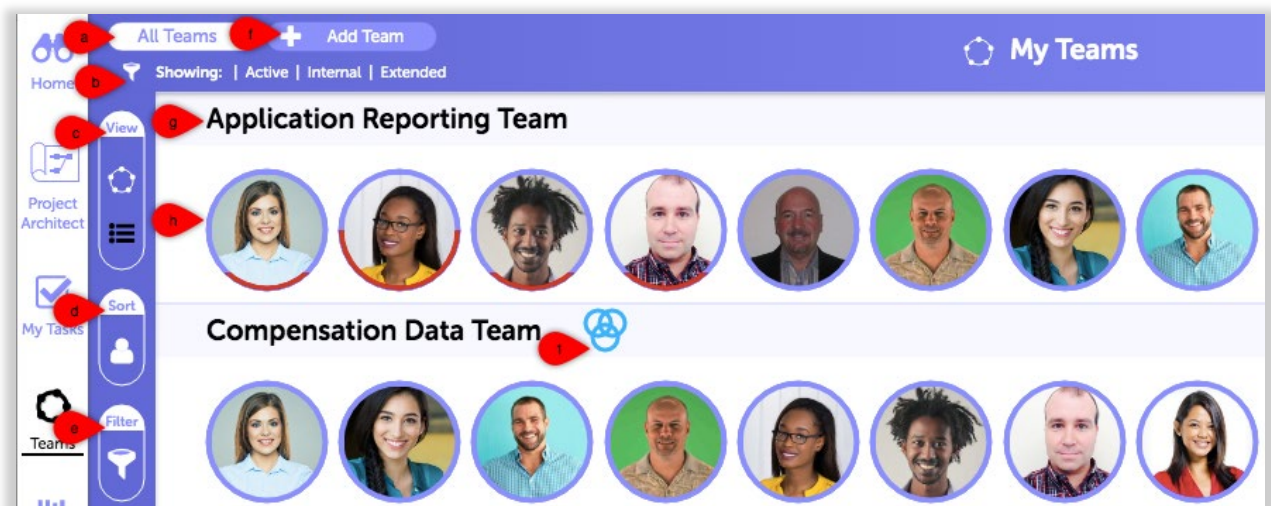 a
All Teams
f
Add Team
My Teams
Home
b
Showing: | Active | Internal | Extended
c
View
g
Application Reporting Team
Project
Architect
h
d
Sort
My Tasks
Compensation Data Team
1
e
Filter
Teams